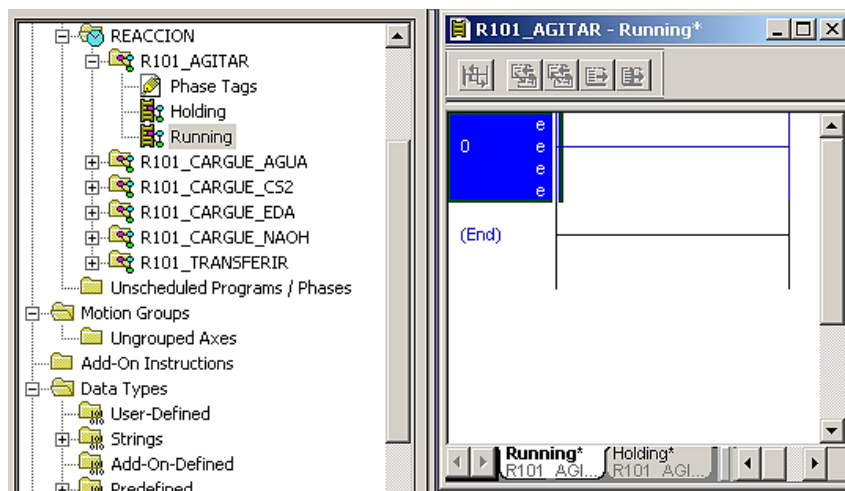 REACCION
R101_AGITAR
Phase Tags
Holding
Running
R101_CARGUE_AGUA
R101_CARGUE_CS2
R101_CARGUE_EDA
R101_CARGUE_NAOH
R101_TRANSFERIR
Unscheduled Programs / Phases
Motion Groups
Ungrouped Axes
Add-On Instructions
Data Types
User-Defined
Strings
Add-On-Defined
Predefined
R101_AGITAR - Running*
e
0 e
e
e
(End)
Running* Holding*
R101_AGI... R101_AGI...